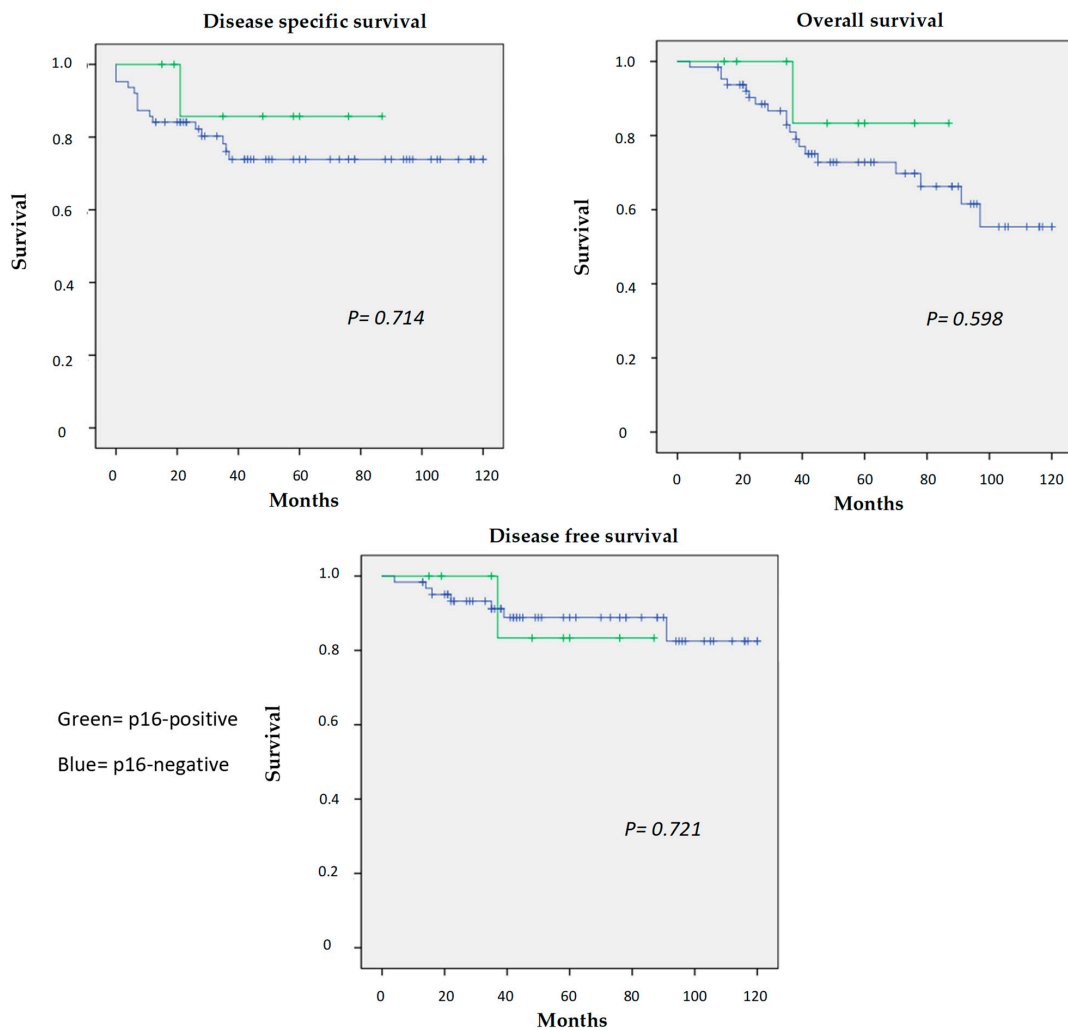 Disease specific survival
1.0
0.8
0.6
0.4
0.2
0
Survival
P= 0.714
0 20 40 60 80 100 120
Months
Overall survival
1.0
0.8
0.6
0.4
0.2
0
Survival
P= 0.598
0 20 40 60 80 100 120
Months
Disease free survival
1.0
0.8
0.6
0.4
0.2
0
Survival
P= 0.721
0 20 40 60 80 100 120
Months
Green= p16-positive
Blue= p16-negative